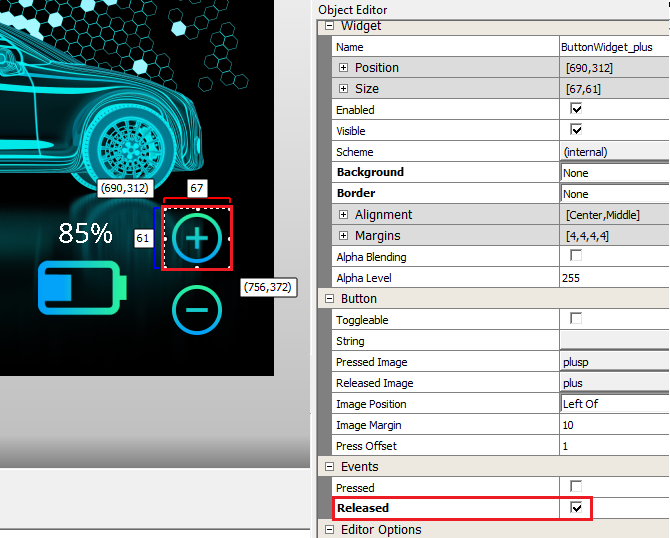 Object Editor
Widget
Name ButtonWidget_plus
Position [690,312]
Size [67,61]
Enabled
Visible
Scheme (internal)
Background None
Border None
Alignment [Center,Middle]
Margins [4,4,4,4]
Alpha Blending
Alpha Level 255
Button
Toggleable
String
Pressed Image plusp
Released Image plus
Image Position Left Of
Image Margin 10
Press Offset 1
Events
Pressed
Released
Editor Options
(690,312)
67
85%
61
(756,372)